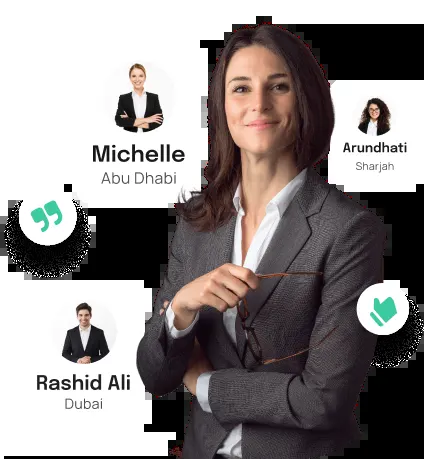 Michelle
Abu Dhabi
Arundhati
Sharjah
Rashid Ali
Dubai